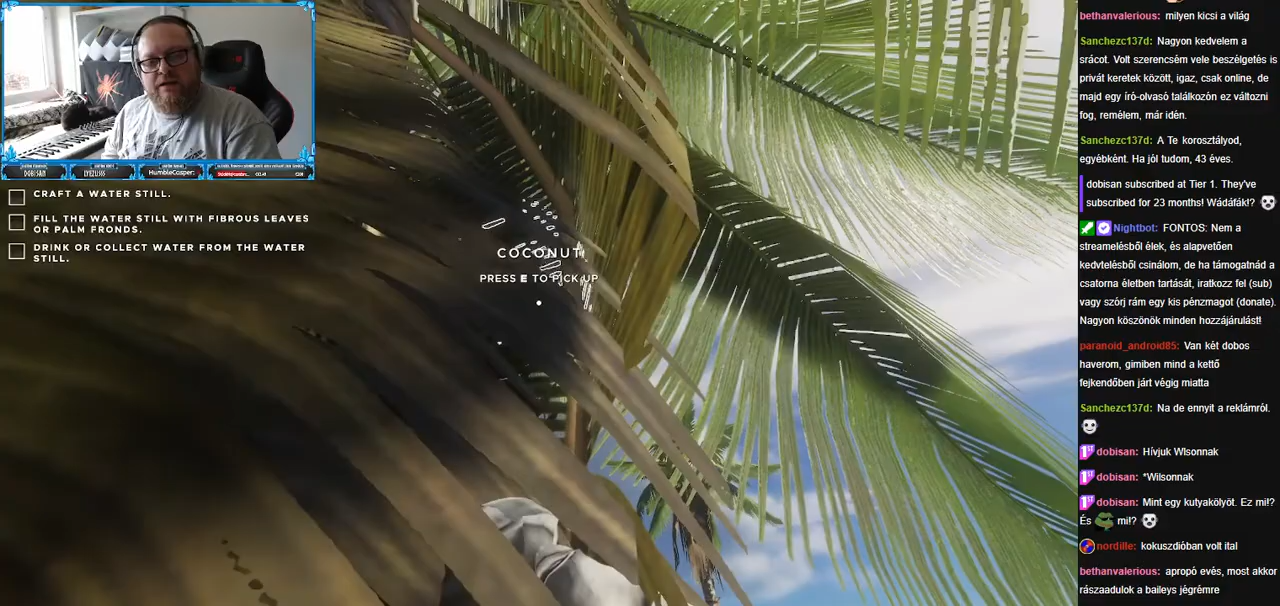 DOBISAN
LYEZUSSS
HumbleCasper:
CRAFT A WATER STILL.
FILL THE WATER STILL WITH FIBROUS LEAVES
OR PALM FRONDS.
DRINK OR COLLECT WATER FROM THE WATER
STILL.
COCONUT
PRESS E TO PICK UP
bethanvalerious: milyen kicsi a világ
Sanchezc137d: Nagyon kedvelem a
srácot. Volt szerencsém vele beszélgetés is
privát keretek között, igaz, csak online, de
majd egy író-olvasó találkozón ez változni
fog, remélem, már idén.
Sanchezc137d: A Te korosztályod,
egyébként. Ha jól tudom, 43 éves.
dobisan subscribed at Tier 1. They've
subscribed for 23 months! Wádáfák!?
Nightbot: FONTOS: Nem a
streamelésből élek, és alapvetően
kedvtelésből csinálom, de ha támogatnád a
csatorna életben tartását, iratkozz fel (sub)
vagy szórj rám egy kis pénzmagot (donate).
Nagyon köszönök minden hozzájárulást!
paranoid_android85: Van két dobos
haverom, gimiben mind a kettő
fejkendőben járt végig miatta
Sanchezc137d: Na de ennyit a reklámról.
dobisan: Hívjuk WIsonnak
dobisan: *Wilsonnak
dobisan: Mint egy kutyakölyöt. Ez mi!?
És mi!?
nordille: kokuszdióban volt ital
bethanvalerious: apropó evés, most akkor
rászaadulok a baileys jégrémre